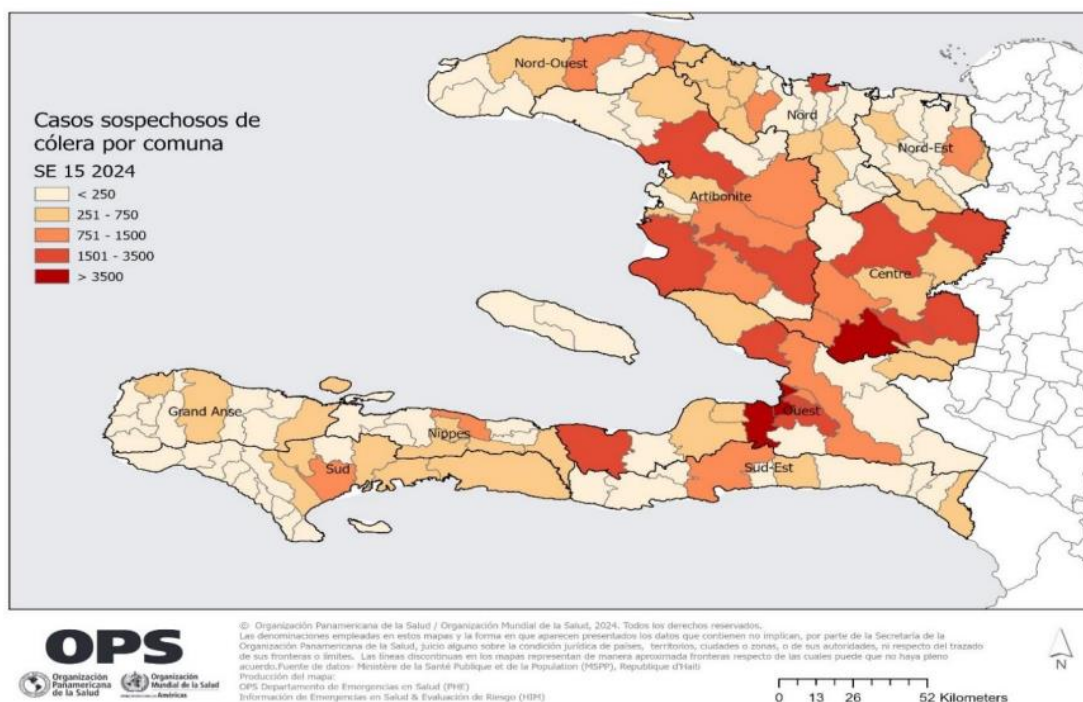 Nord-Ouest
Nord
Nord-Est
Casos sospechosos de
cólera por comuna
SE 15 2024
< 250
251 - 750
751 - 1500
1501 - 3500
> 3500
Artibonite
Centre
Grand Anse
Nippes
Ouest
Sud
Sud-Est
OPS
Organización
Panamericana
de la Salud
Organización
Mundial de la Salud
Américas
© Organización Panamericana de la Salud / Organización Mundial de la Salud, 2024. Todos los derechos reservados.
Las denominaciones empleadas en estos mapas y la forma en que aparecen presentados los datos que contienen no implican, por parte de la Secretaría de la
Organización Panamericana de la Salud, juicio alguno sobre la condición jurídica de países, territorios, ciudades o zonas, o de sus autoridades, ni respecto del trazado
de sus fronteras o límites. Las líneas discontinuas en los mapas representan de manera aproximada fronteras respecto de las cuales puede que no haya pleno
acuerdo.Fuente de datos- Ministère de la Santé Publique et de la Population (MSPP), Republique d'Haiti
Producción del mapa:
OPS Departamento de Emergencias en Salud (PHE)
Información de Emergencias en Salud & Evaluación de Riesgo (HIM)
N
0 13 26 52 Kilometers